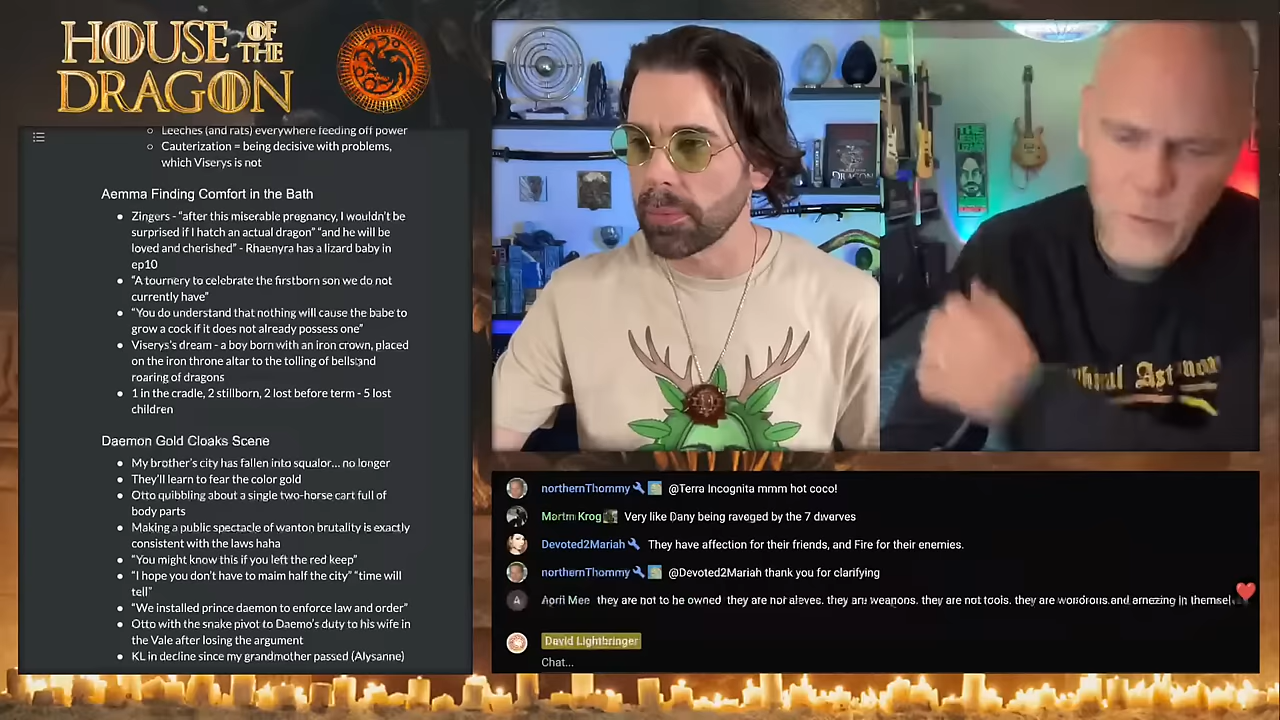 HOUSE OF THE
DRAGON
Leeches (and rats) everywhere feeding off power
Cauterization = being decisive with problems,
which Viserys is not
Aemma Finding Comfort in the Bath
Zingers - “after this miserable pregnancy, I wouldn't be
surprised if I hatch an actual dragon” “and he will be
loved and cherished” - Rhaenyra has a lizard baby in
ep10
“A tournery to celebrate the firstborn son we do not
currently have”
“You do understand that nothing will cause the babe to
grow a cock if it does not already possess one”
Viserys's dream - a boy born with an iron crown, placed
on the iron throne altar to the tolling of bells and
roaring of dragons
1 in the cradle, 2 stillborn, 2 lost before term - 5 lost
children
Daemon Gold Cloaks Scene
My brother's city has fallen into squalor... no longer
They'll learn to fear the color gold
Otto quibbling about a single two-horse cart full of
body parts
Making a public spectacle of wanton brutality is exactly
consistent with the laws haha
“You might know this if you left the red keep”
“I hope you don't have to maim half the city” “time will
tell”
“We installed prince daemon to enforce law and order”
Otto with the snake pivot to Daemo's duty to his wife in
the Vale after losing the argument
KL in decline since my grandmother passed (Alysanne)
DRAGON
northernThommy @Terra Incognita mmm hot coco!
Krog Very like Dany being ravaged by the 7 dwarves
Devoted2Mariah They have affection for their friends, and Fire for their enemies.
northernThommy @Devoted2Mariah thank you for clarifying
A April Mee they are not to be owned they are not slaves. they are weapons. they are not tools. they are wondrous and amazing in
David Lightbringer
Chat...